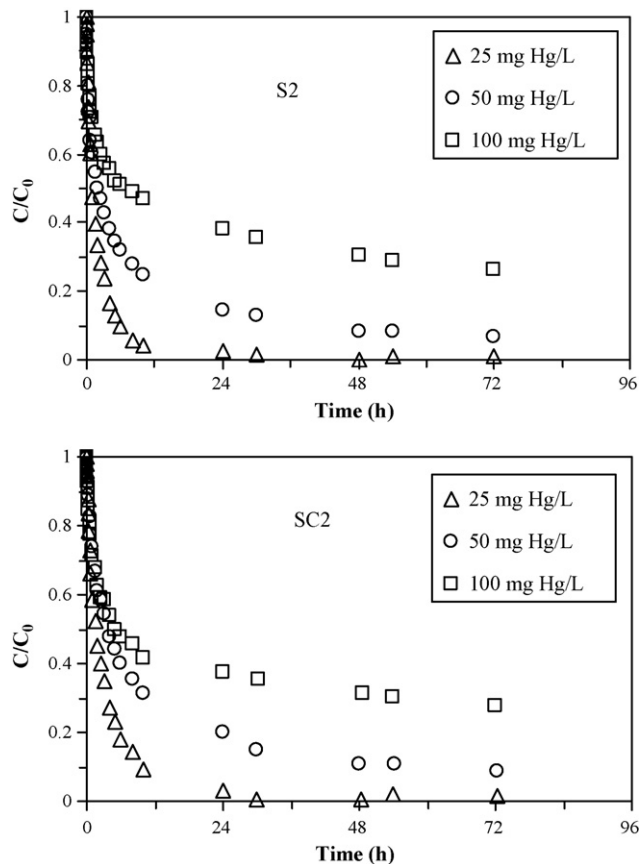 1
0.8
0.6
0.4
0.2
0
C/C0
S2
25 mg Hg/L
50 mg Hg/L
100 mg Hg/L
0 24 48 72 96
Time (h)
1
0.8
0.6
0.4
0.2
0
C/C0
SC2
25 mg Hg/L
50 mg Hg/L
100 mg Hg/L
0 24 48 72 96
Time (h)